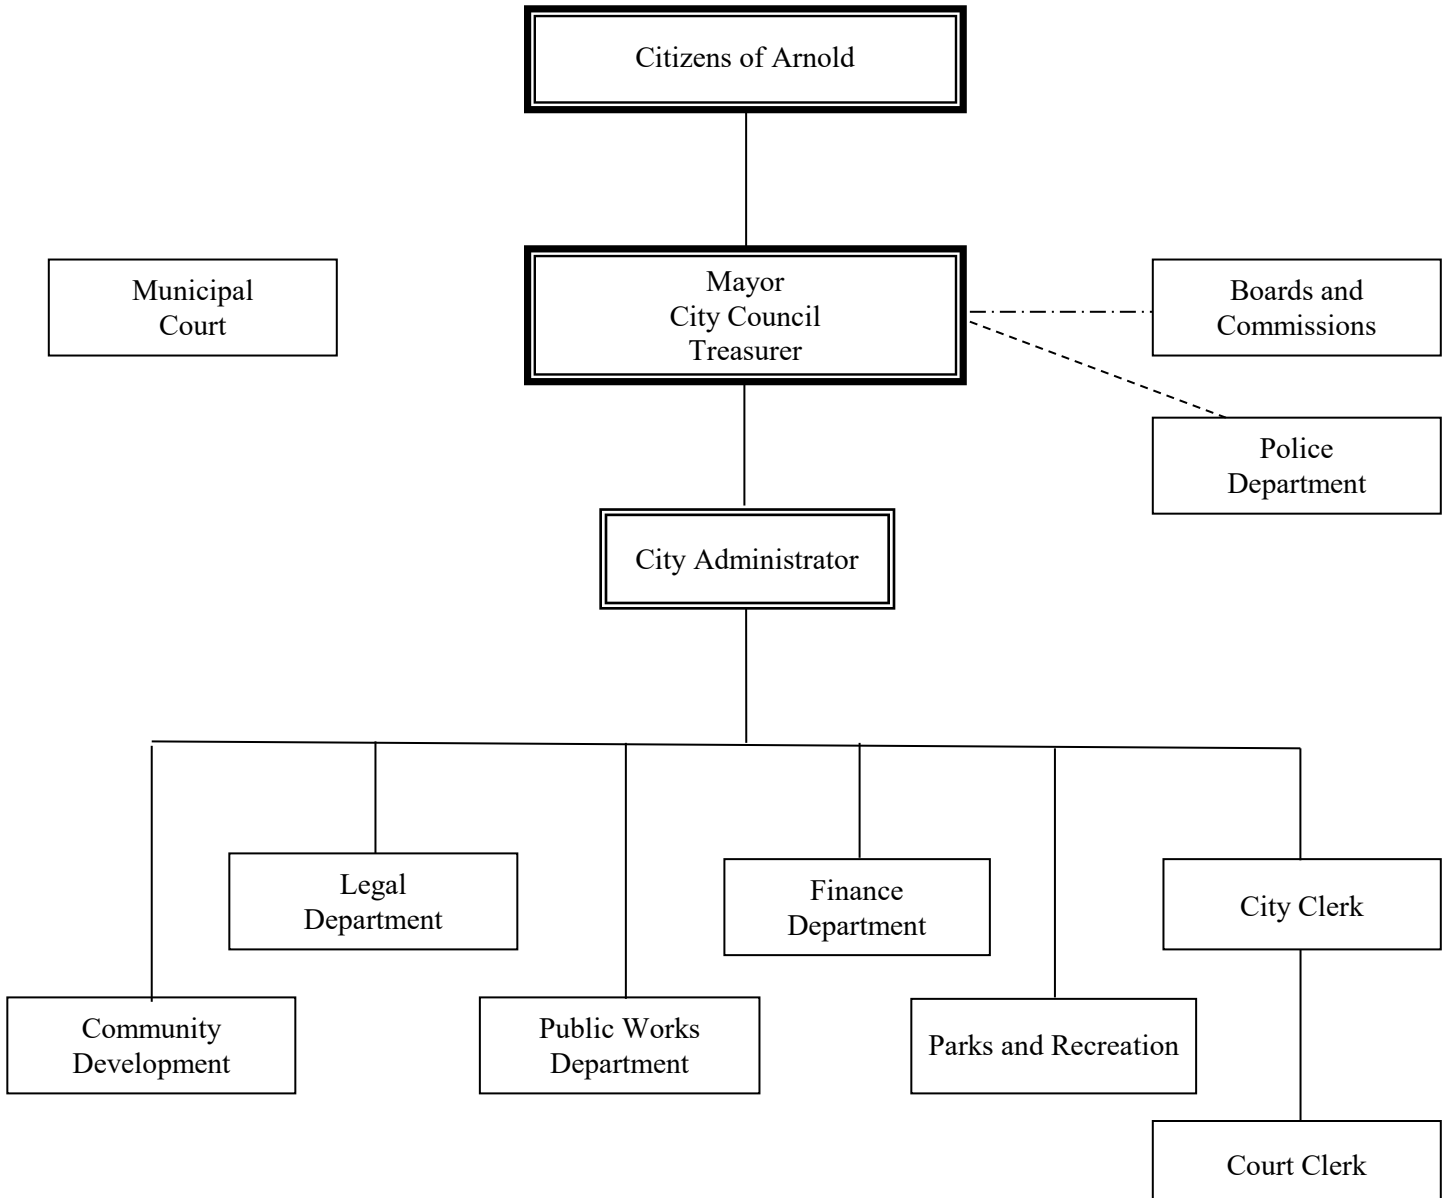 Citizens of Arnold
Municipal
Court
Mayor
City Council
Treasurer
Boards and
Commissions
Police
Department
City Administrator
Legal
Department
Finance
Department
City Clerk
Community
Development
Public Works
Department
Parks and Recreation
Court Clerk